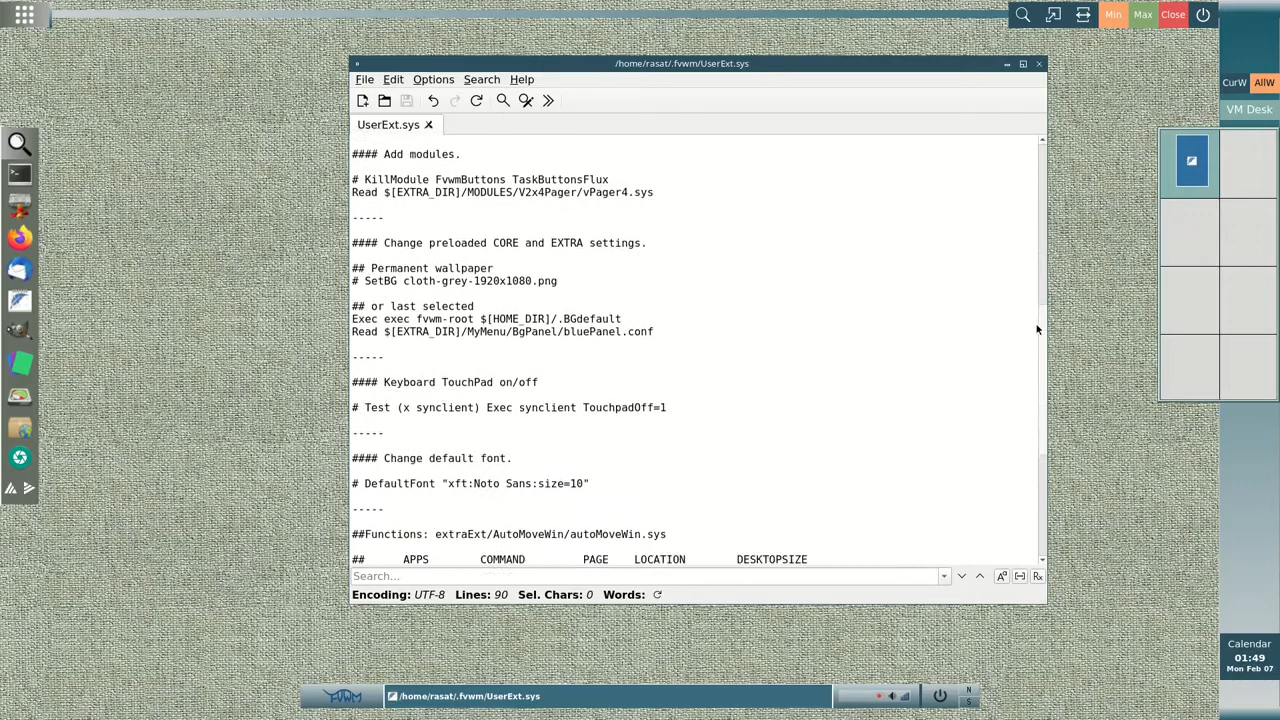 Min Max Close
/home/rasat/.fvwm/UserExt.sys
File Edit Options Search Help
UserExt.sys
#### Add modules.
# KillModule FvwmButtons TaskButtonsFlux
Read $[EXTRA_DIR]/MODULES/V2x4Pager/vPager4.sys
-----
#### Change preloaded CORE and EXTRA settings.
## Permanent wallpaper
# SetBG cloth-grey-1920x1080.png
## or last selected
Exec exec fvwm-root $[HOME_DIR]/.BGdefault
Read $[EXTRA_DIR]/MyMenu/BgPanel/bluePanel.conf
-----
#### Keyboard TouchPad on/off
# Test (x synclient) Exec synclient TouchpadOff=1
-----
#### Change default font.
# DefaultFont "xft:Noto Sans:size=10"
-----
##Functions: extraExt/AutoMoveWin/autoMoveWin.sys
## APPS COMMAND PAGE LOCATION DESKTOPSIZE
Search...
Encoding: UTF-8 Lines: 90 Sel. Chars: 0 Words:
CurW AllW
VM Desk
Calendar
01:49
Mon Feb 07
FVWM
/home/rasat/.fvwm/UserExt.sys
N
S